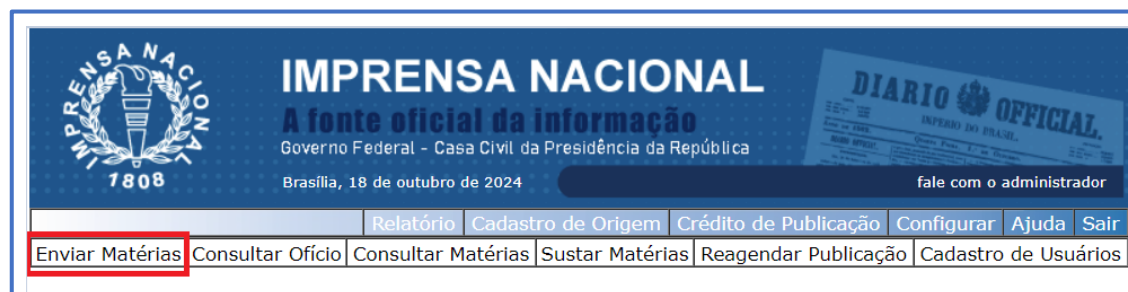 IMPRENSA NACIONAL
1808
IMPRENSA NACIONAL
A fonte oficial da informação
Governo Federal - Casa Civil da Presidência da República
DIARIO OFFICIAL.
IMPERIO DO BRASIL.
Brasília, 18 de outubro de 2024
fale com o administrador
Relatório Cadastro de Origem Crédito de Publicação Configurar Ajuda Sair
Enviar Matérias Consultar Ofício Consultar Matérias Sustar Matérias Reagendar Publicação Cadastro de Usuários